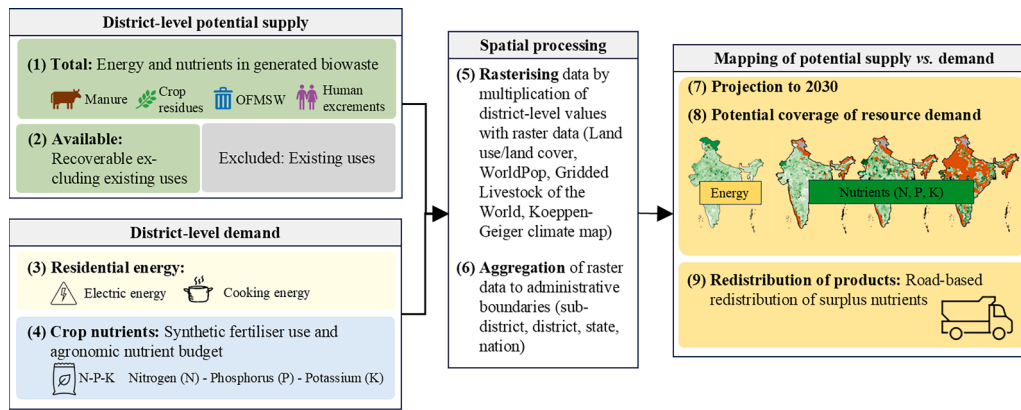 District-level potential supply
(1) Total: Energy and nutrients in generated biowaste
Manure
Crop
residues
OFMSW
Human
excrements
(2) Available:
Recoverable ex-
cluding existing uses
Excluded: Existing uses
District-level demand
(3) Residential energy:
Electric energy
Cooking energy
(4) Crop nutrients: Synthetic fertiliser use and
agronomic nutrient budget
N-P-K
Nitrogen (N) - Phosphorus (P) - Potassium (K)
Spatial processing
(5) Rasterising data by
multiplication of
district-level values
with raster data (Land
use/land cover,
WorldPop, Gridded
Livestock of the
World, Koeppen-
Geiger climate map)
(6) Aggregation of raster
data to administrative
boundaries (sub-
district, district, state,
nation)
Mapping of potential supply vs. demand
(7) Projection to 2030
(8) Potential coverage of resource demand
Energy
Nutrients (N, P, K)
(9) Redistribution of products: Road-based
redistribution of surplus nutrients